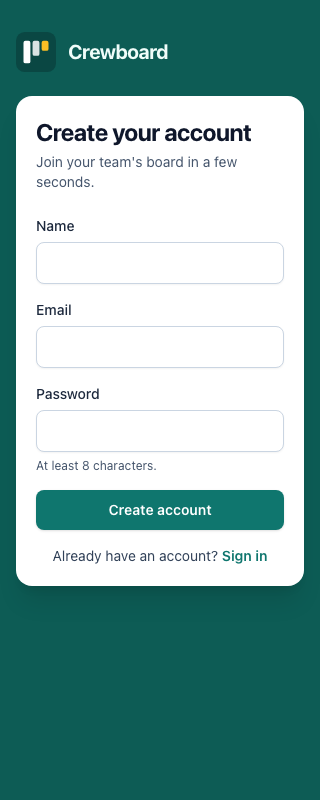 Crewboard
Create your account
Join your team's board in a few
seconds.
Name
Email
Password
At least 8 characters.
Create account
Already have an account? Sign in